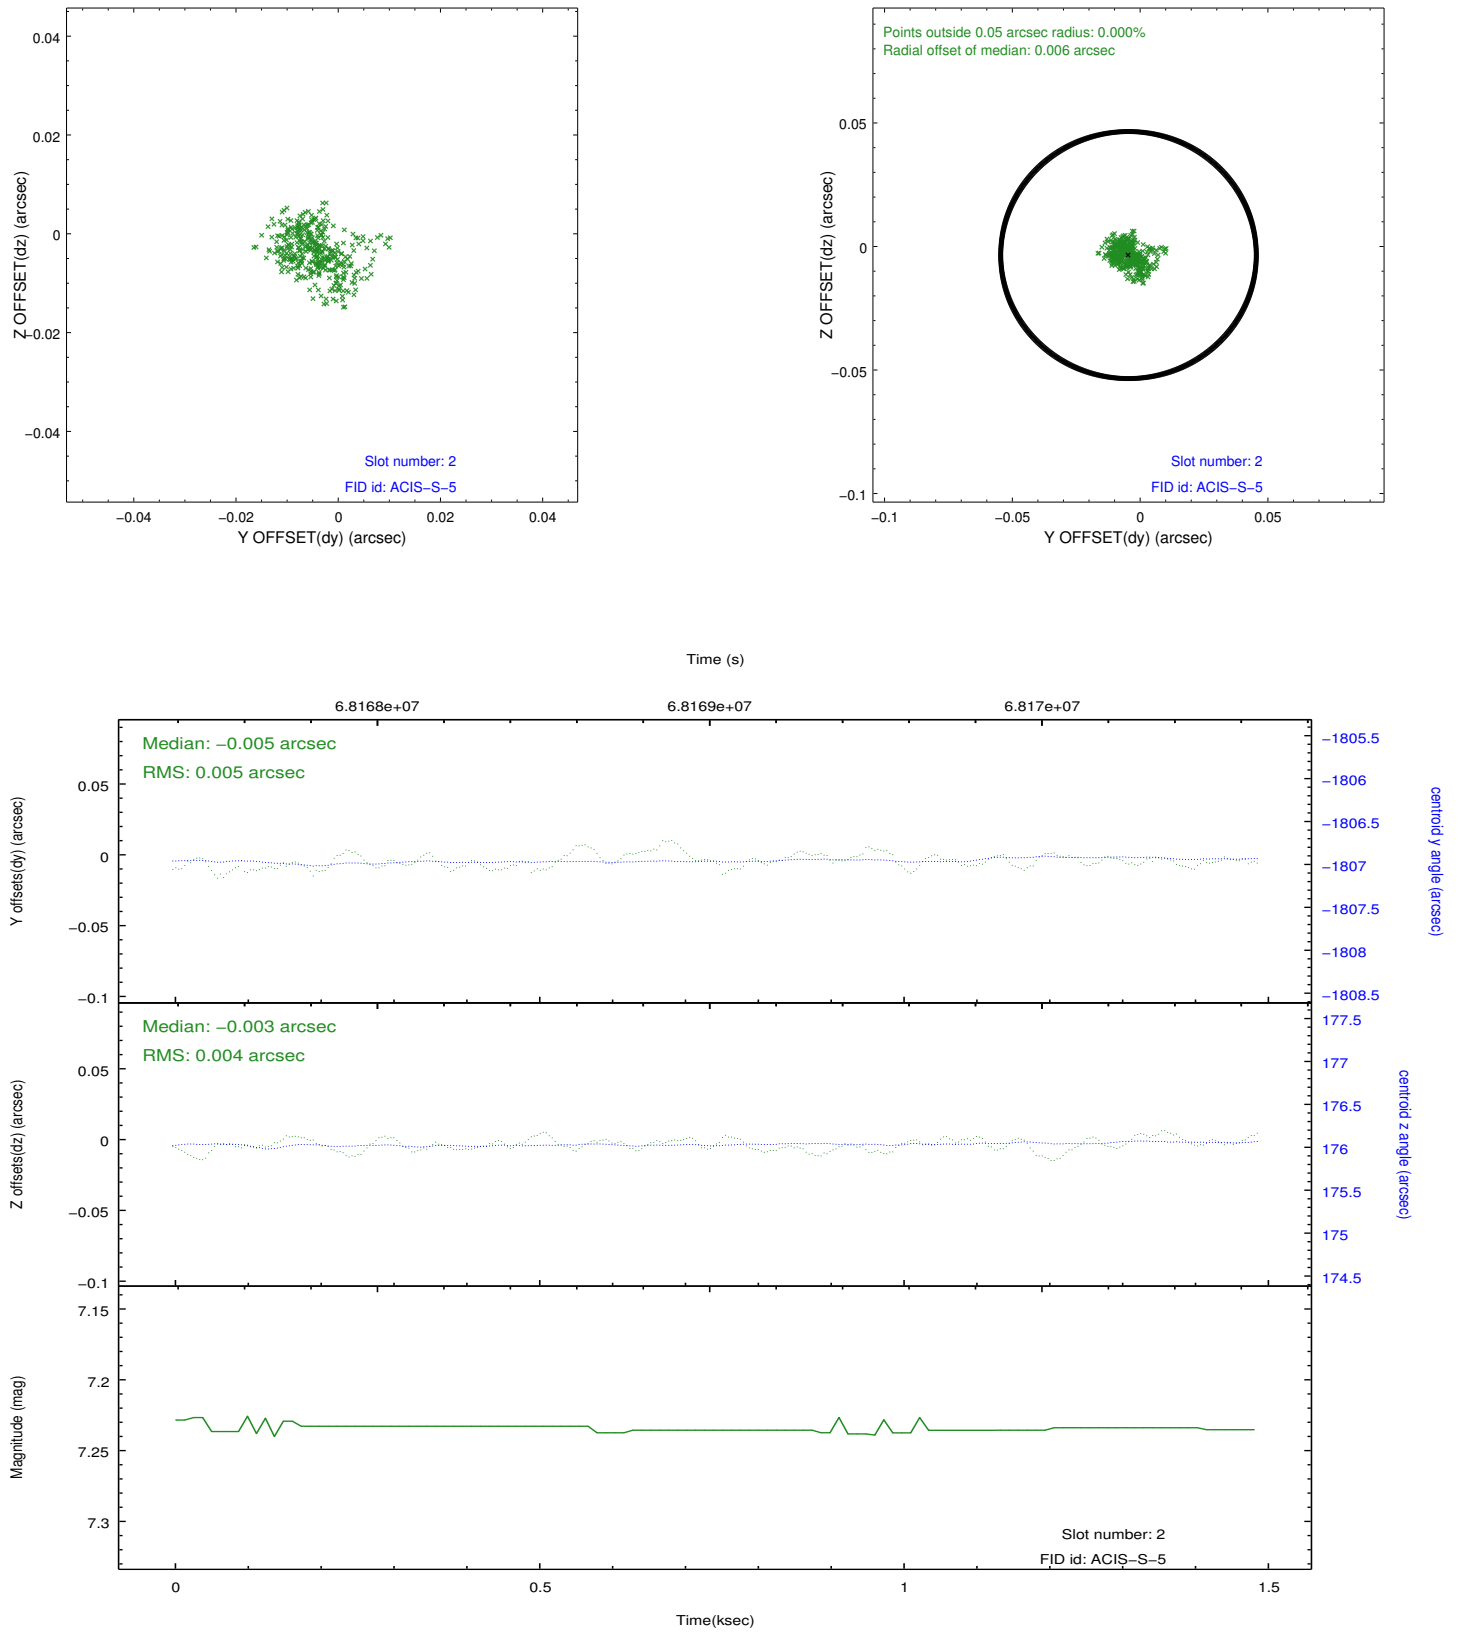 0.04
0.02
0
−0.02
−0.04
Z OFFSET(dz) (arcsec)
Slot number: 2
FID id: ACIS−S−5
−0.04
−0.02
0
0.02
0.04
Y OFFSET(dy) (arcsec)
Points outside 0.05 arcsec radius: 0.000%
Radial offset of median: 0.006 arcsec
0.05
0
−0.05
−0.1
Z OFFSET(dz) (arcsec)
Slot number: 2
FID id: ACIS−S−5
−0.1
−0.05
0
0.05
Y OFFSET(dy) (arcsec)
Time (s)
6.8168e+07
6.8169e+07
6.817e+07
Median: −0.005 arcsec
RMS: 0.005 arcsec
0.05
0
−0.05
−0.1
Y offsets(dy) (arcsec)
−1805.5
−1806
−1806.5
−1807
−1807.5
−1808
−1808.5
centroid y angle (arcsec)
Median: −0.003 arcsec
RMS: 0.004 arcsec
0.05
0
−0.05
−0.1
Z offsets(dz) (arcsec)
177.5
177
176.5
176
175.5
175
174.5
centroid z angle (arcsec)
7.15
7.2
7.25
7.3
Magnitude (mag)
Slot number: 2
FID id: ACIS−S−5
0
0.5
1
1.5
Time(ksec)